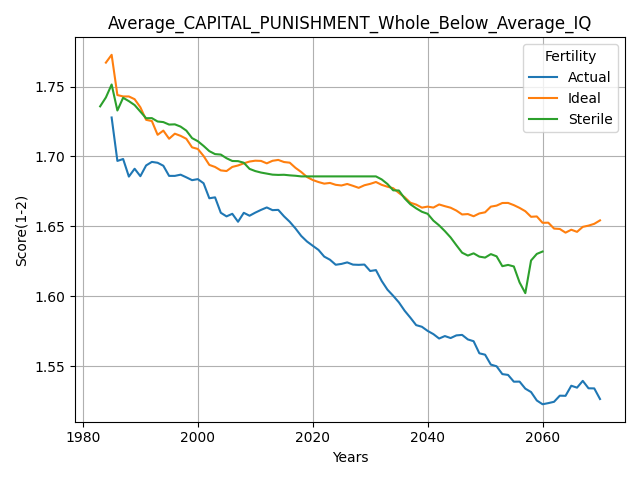 Average_CAPITAL_PUNISHMENT_Whole_Below_Average_IQ
Fertility
Actual
Ideal
Sterile
Score(1-2)
1.75
1.70
1.65
1.60
1.55
1980
2000
2020
2040
2060
Years